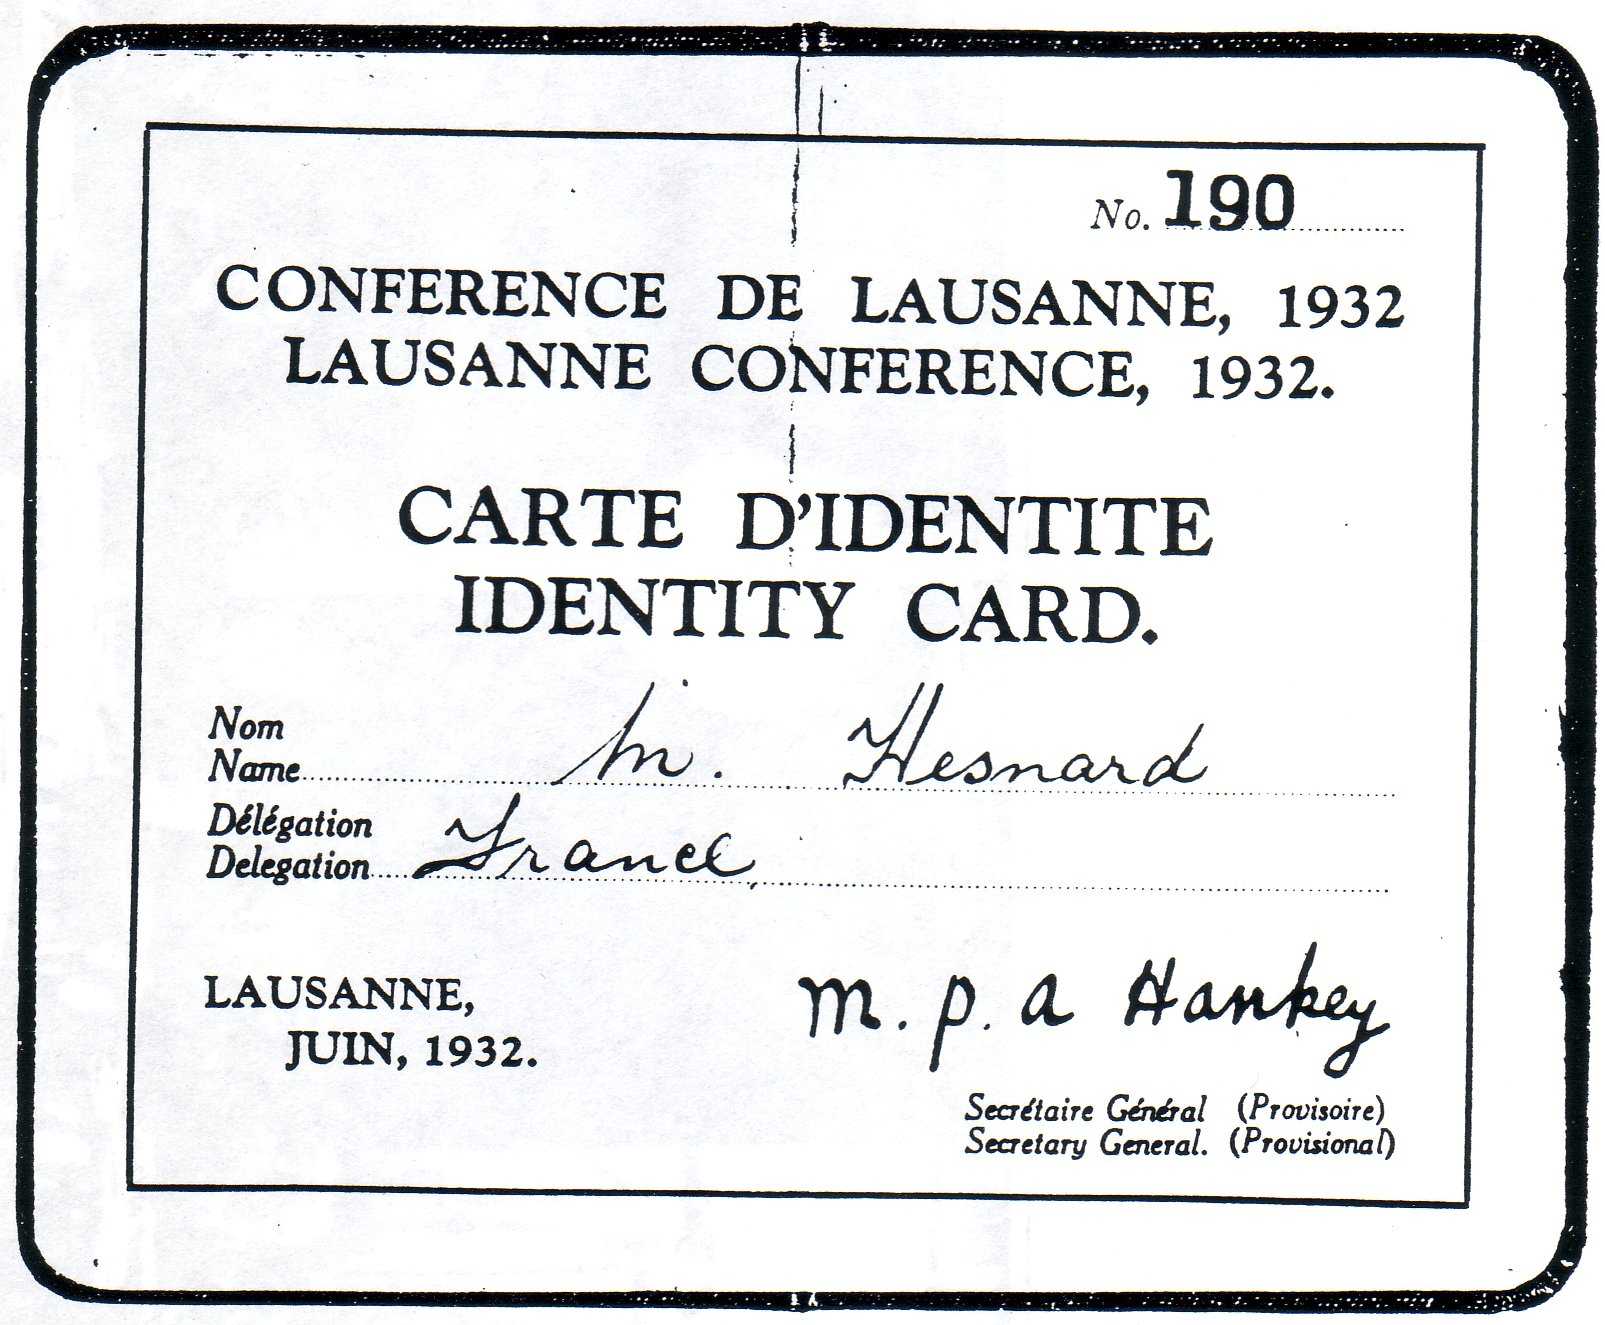 No. 190
CONFERENCE DE LAUSANNE, 1932
LAUSANNE CONFERENCE, 1932.
CARTE D'IDENTITE
IDENTITY CARD.
Nom
Name M. Hesnard
Délégation
Delegation France
LAUSANNE,
JUIN, 1932.
M. P. A Hankey
Secrétaire Général (Provisoire)
Secretary General. (Provisional)